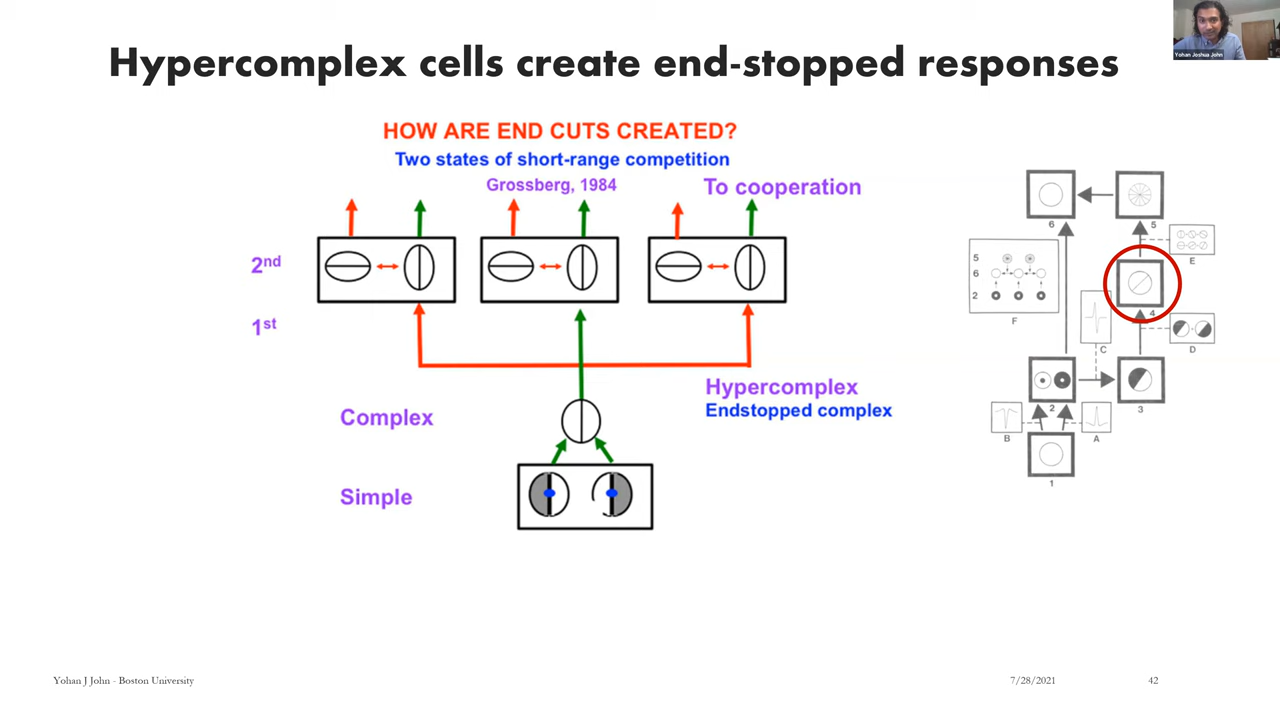 Hypercomplex cells create end-stopped responses
Yohan Joshua John
HOW ARE END CUTS CREATED?
Two states of short-range competition
Grossberg, 1984
To cooperation
2nd
1st
Hypercomplex
Endstopped complex
Complex
Simple
6
5
E
5
6
2
F
4
C
D
2
3
B
A
1
Yohan J John - Boston University
7/28/2021
42